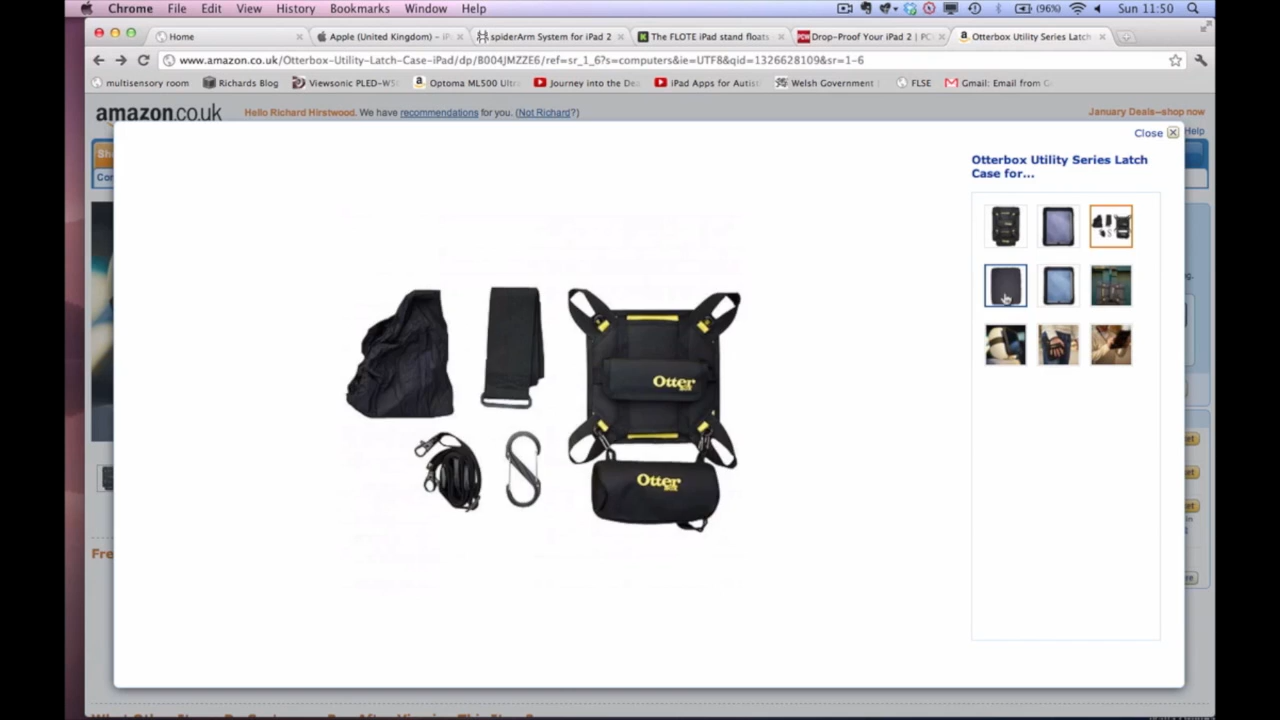 Chrome File Edit View History Bookmarks Window Help (96%) Sun 11:50
Home Apple (United Kingdom) – spiderArm System for iPad 2 The FLOTE iPad stand floats Drop-Proof Your iPad 2 | Otterbox Utility Series Latch
www.amazon.co.uk/Otterbox-Utility-Latch-Case-iPad/dp/B004JMZZE6/ref=sr_1_6?s=computers&ie=UTF8&qid=1326628109&sr=1-6
multisensory room Richards Blog Viewsonic PLED-W5 Optoma ML500 Ultr Journey into the De iPad Apps for Autis Welsh Government FLSE Gmail: Email from G
amazon.co.uk Hello Richard Hirstwood. We have recommendations for you. (Not Richard?) January Deals—shop now
Help
Close
Otterbox Utility Series Latch
Case for...
Otter
BOX
Otter
BOX
Fre